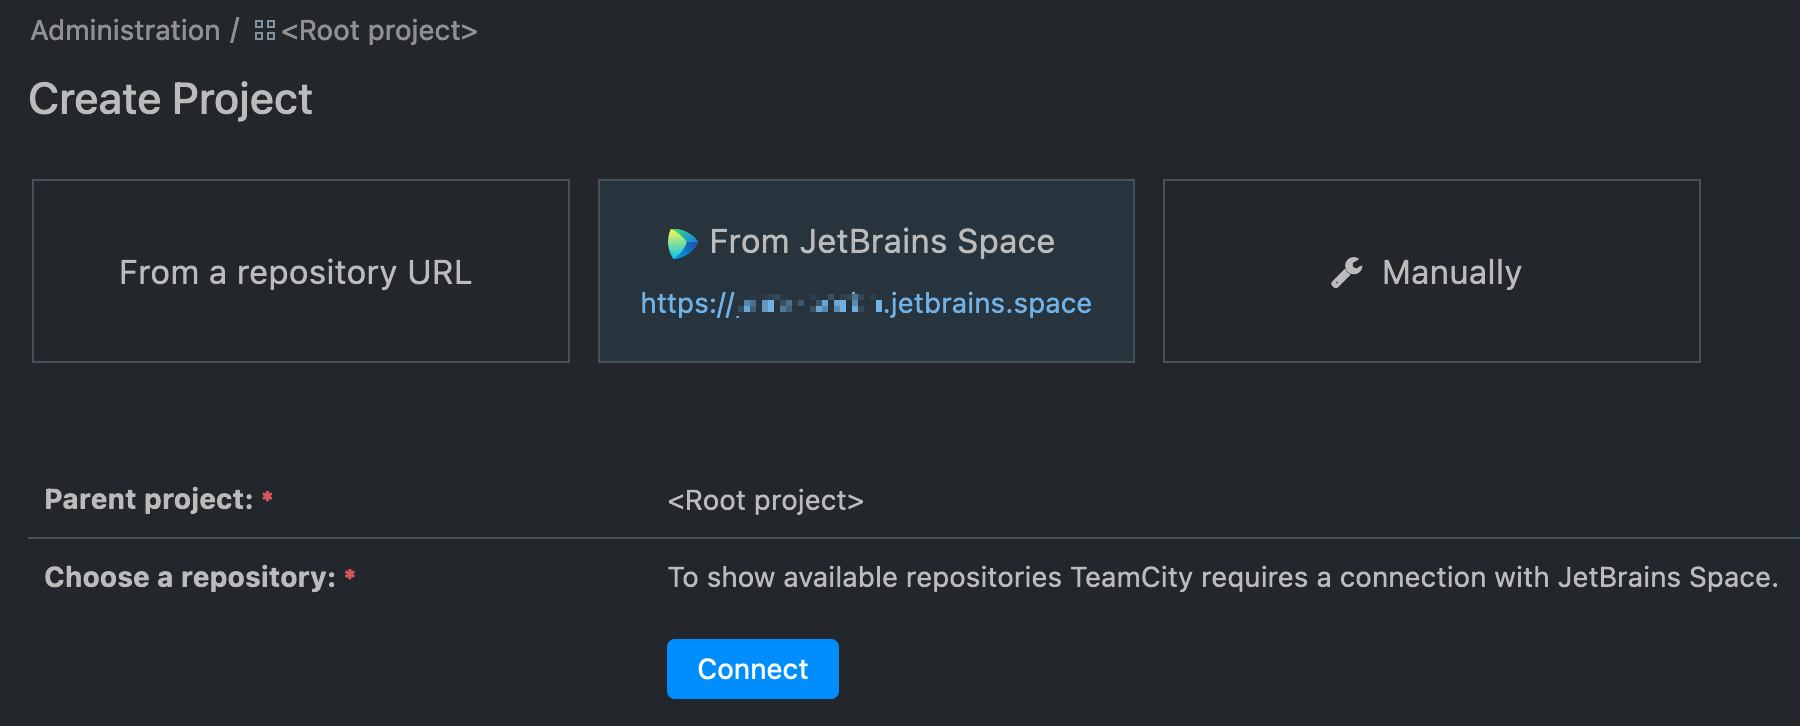 Administration / <Root project>
Create Project
From a repository URL
From JetBrains Space
https:// .jetbrains.space
Manually
Parent project: *
<Root project>
Choose a repository: *
To show available repositories TeamCity requires a connection with JetBrains Space.
Connect